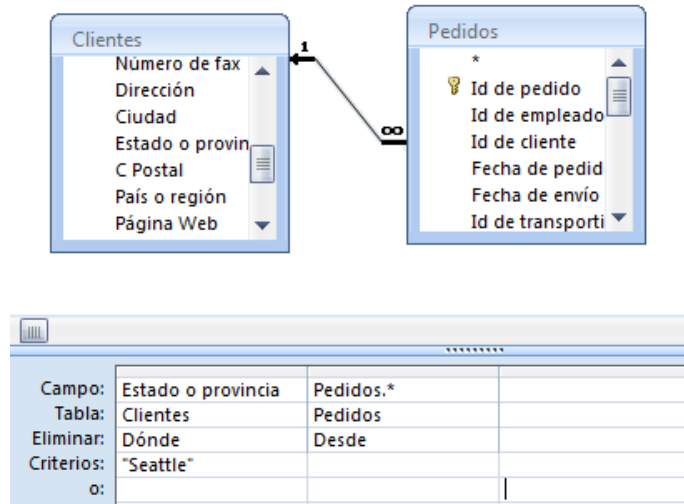 Clientes
Número de fax
Dirección
Ciudad
Estado o provin
C Postal
País o región
Página Web
1
∞
Pedidos
*
Id de pedido
Id de empleado
Id de cliente
Fecha de pedid
Fecha de envío
Id de transporti
Campo: Estado o provincia Pedidos.*
Tabla: Clientes Pedidos
Eliminar: Dónde Desde
Criterios: "Seattle"
o: